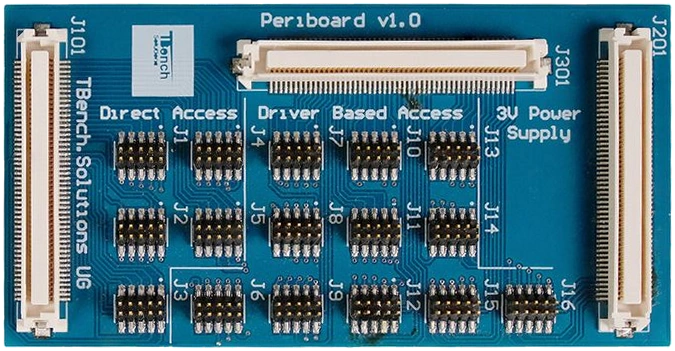 Periboard v1.0
J101
TBench
J301
J201
TBench Solutions UG
Direct Access
Driver Based Access
3V Power
Supply
J1
J4
J7
J10
J13
J2
J5
J8
J11
J14
J3
J6
J9
J12
J15
J16